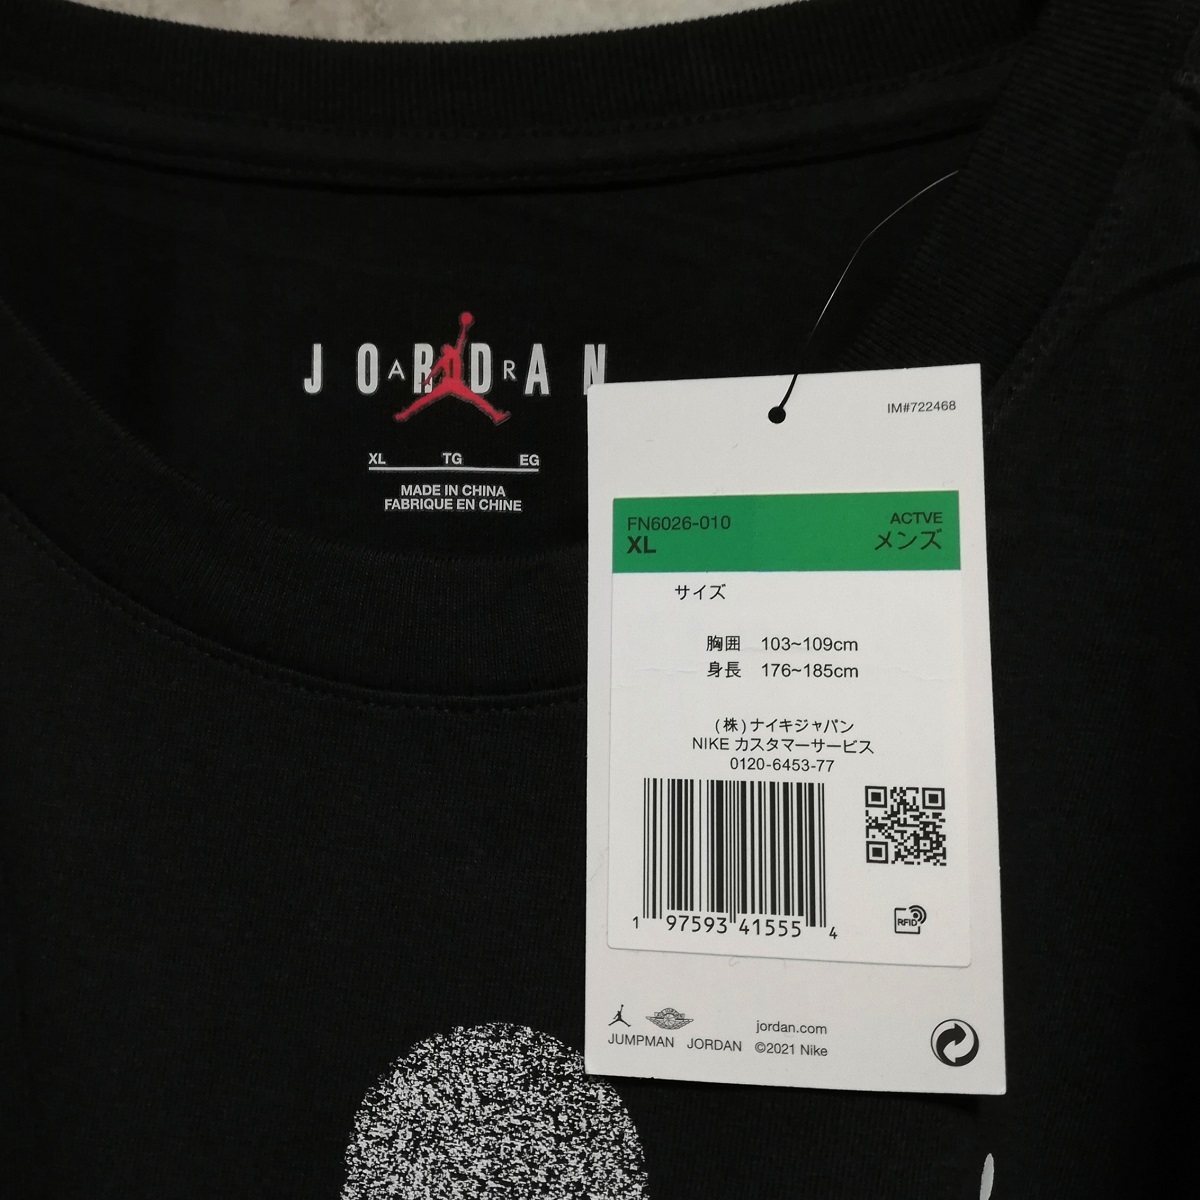 JORDAN
AIR
XL TG EG
MADE IN CHINA
FABRIQUE EN CHINE
IM#722468
FN6026-010 ACTVE
XL メンズ
サイズ
胸囲 103~109cm
身長 176~185cm
(株)ナイキジャパン
NIKE カスタマーサービス
0120-6453-77
1 97593 41555 4
RFID
jordan.com
JUMPMAN JORDAN ©2021 Nike